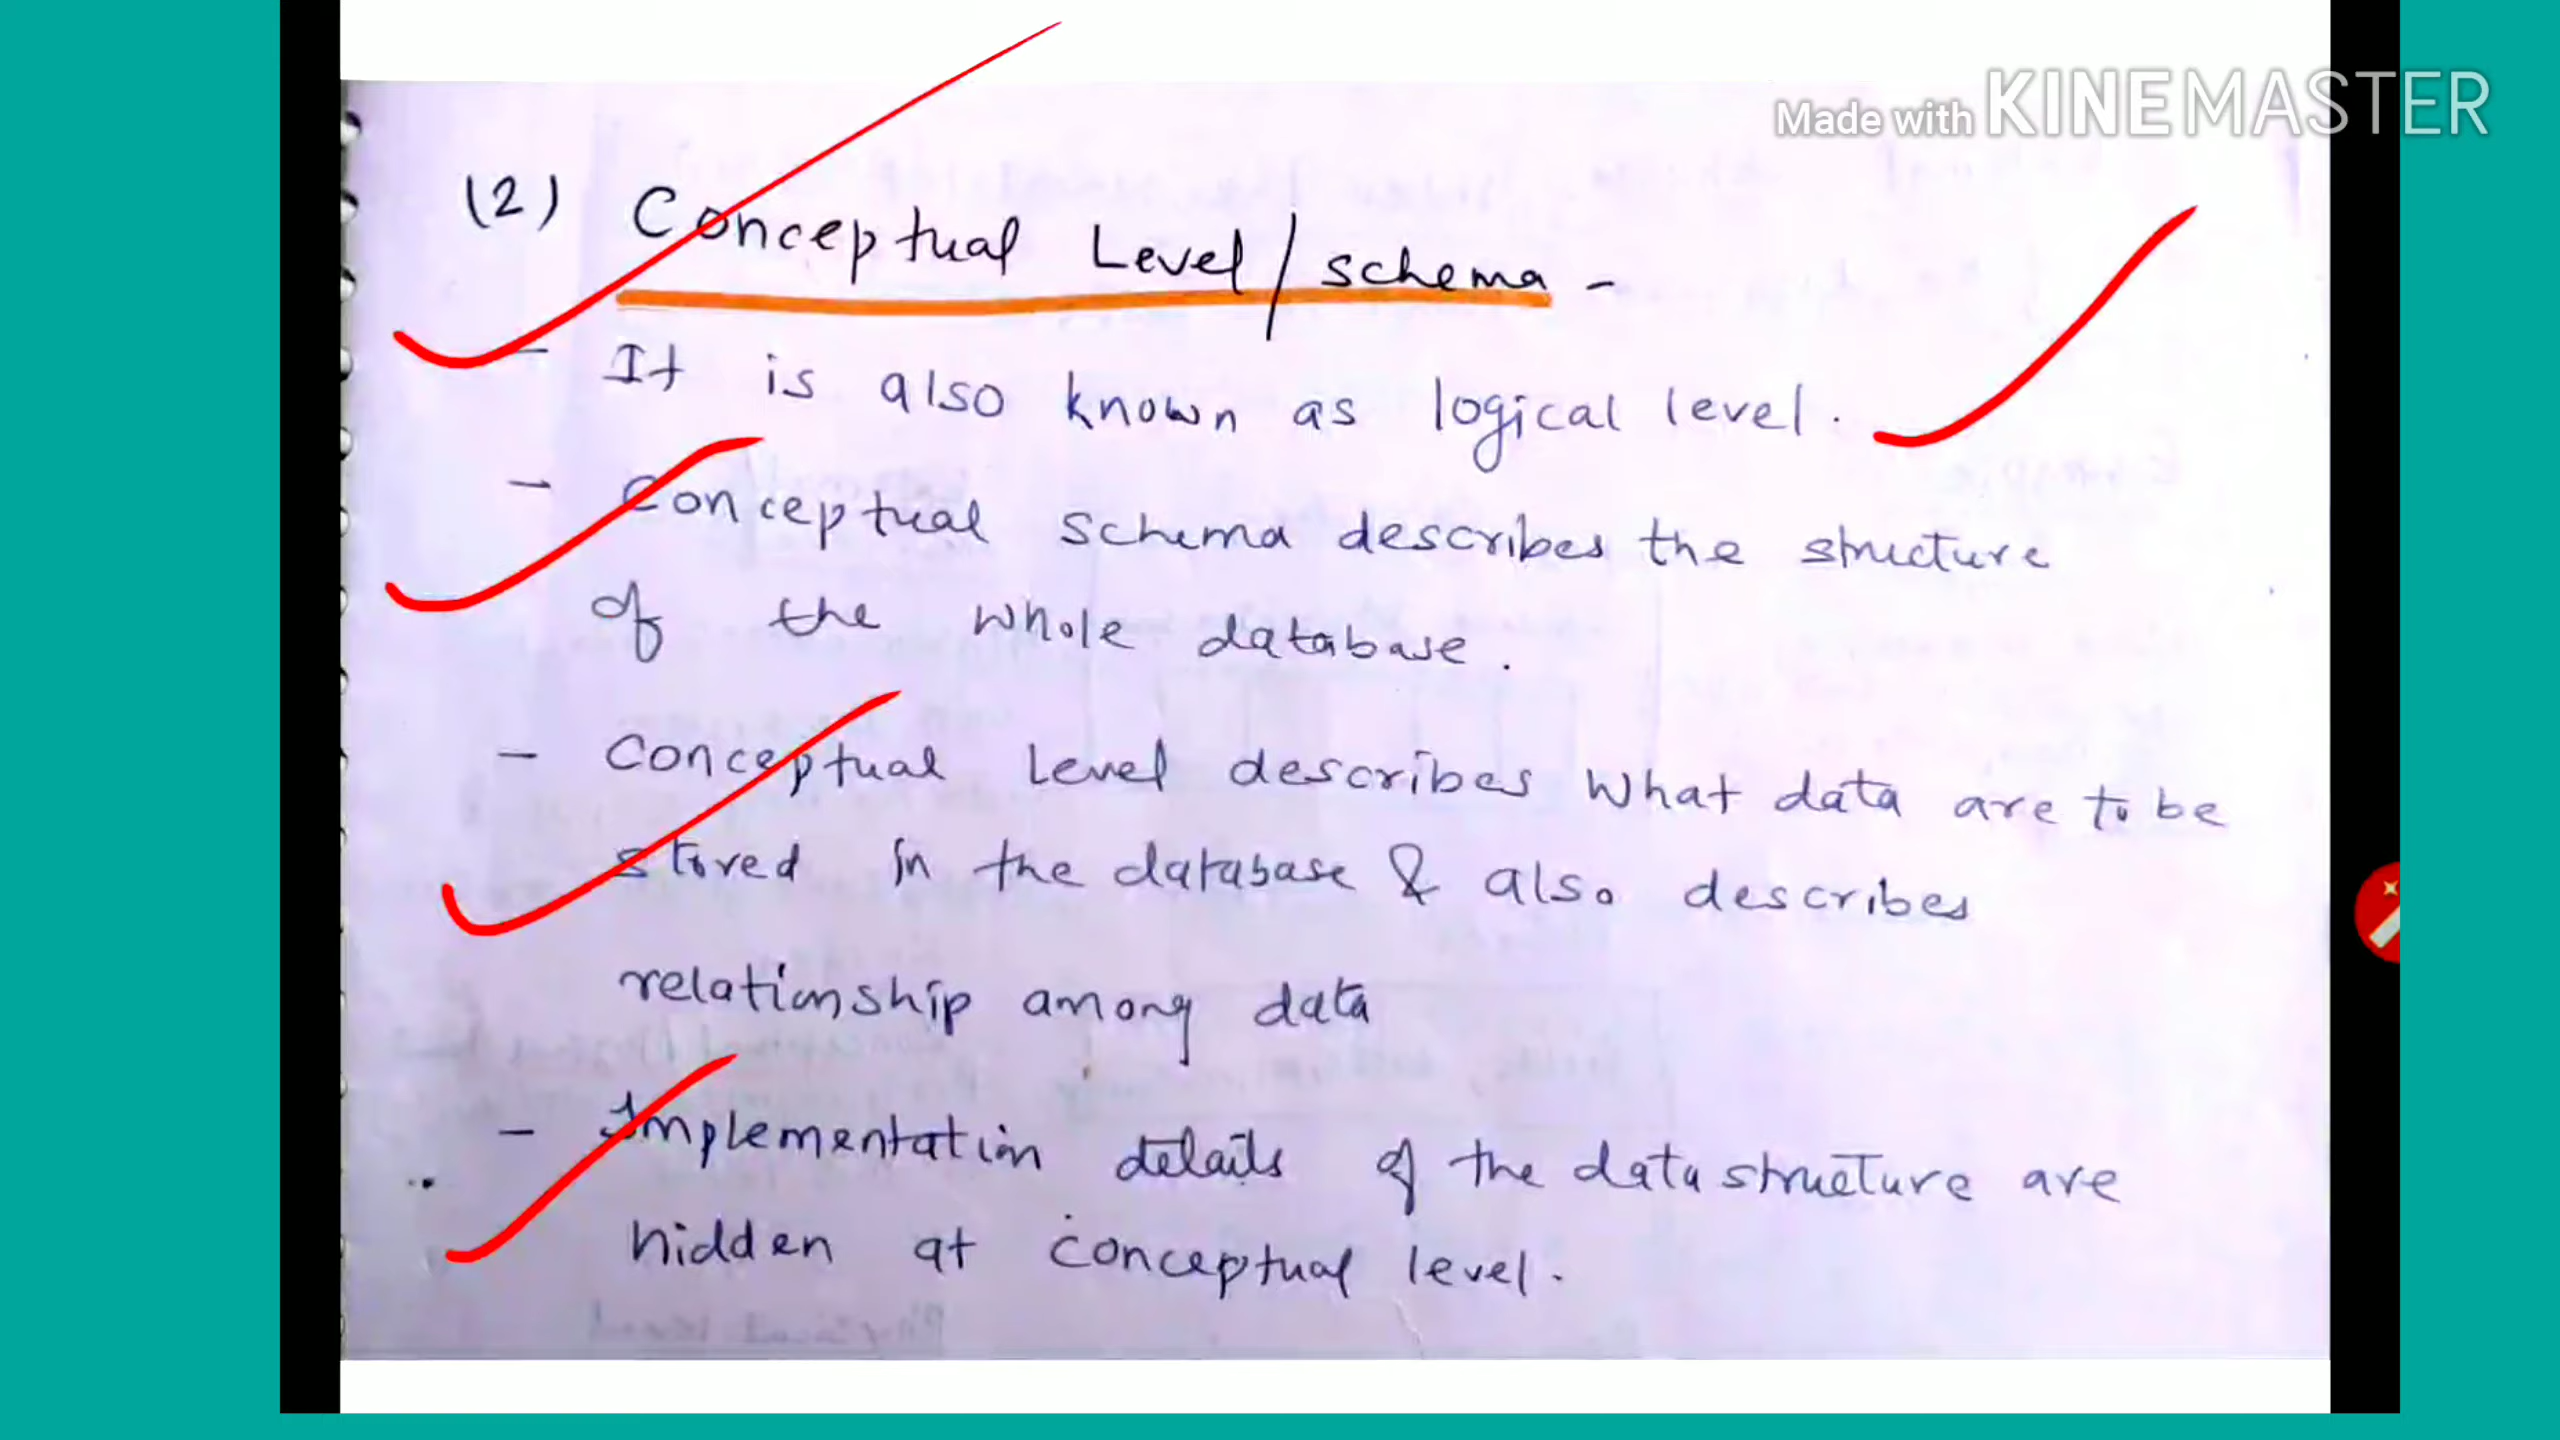 Made with KINEMASTER
(2) Conceptual Level/schema -
- It is also known as logical level.
- Conceptual schema describes the structure
of the whole database.
- Conceptual Level describes what data are to be
stored in the database & also describes
relationship among data
- Implementation details of the data structure are
hidden at conceptual level.